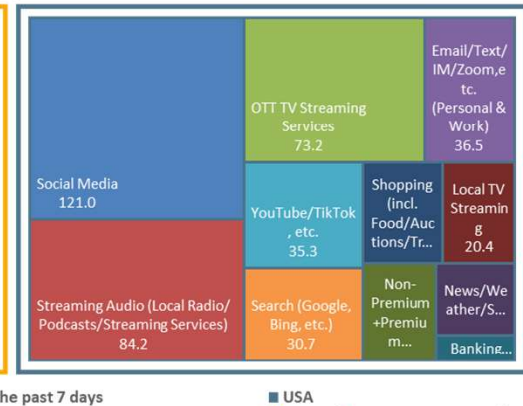 Social Media
121.0
Streaming Audio (Local Radio/
Podcasts/Streaming Services)
84.2
OTT TV Streaming
Services
73.2
Email/Text/
IM/Zoom,e
tc.
(Personal &
Work)
36.5
YouTube/TikTok
, etc.
35.3
Search (Google,
Bing, etc.)
30.7
Shopping
(incl.
Food/Auc
tions/Tr...
Local TV
Streamin
g
20.4
Non-
Premium
+Premiu
m...
News/We
ather/S...
Banking...
he past 7 days
USA